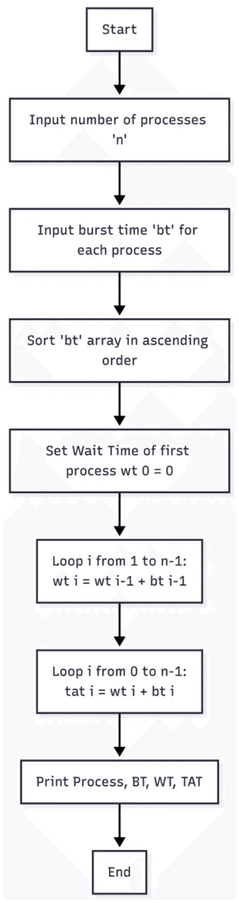 Start
Input number of processes
'n'
Input burst time 'bt' for
each process
Sort 'bt' array in ascending
order
Set Wait Time of first
process wt 0 = 0
Loop i from 1 to n-1:
wt i = wt i-1 + bt i-1
Loop i from 0 to n-1:
tat i = wt i + bt i
Print Process, BT, WT, TAT
End